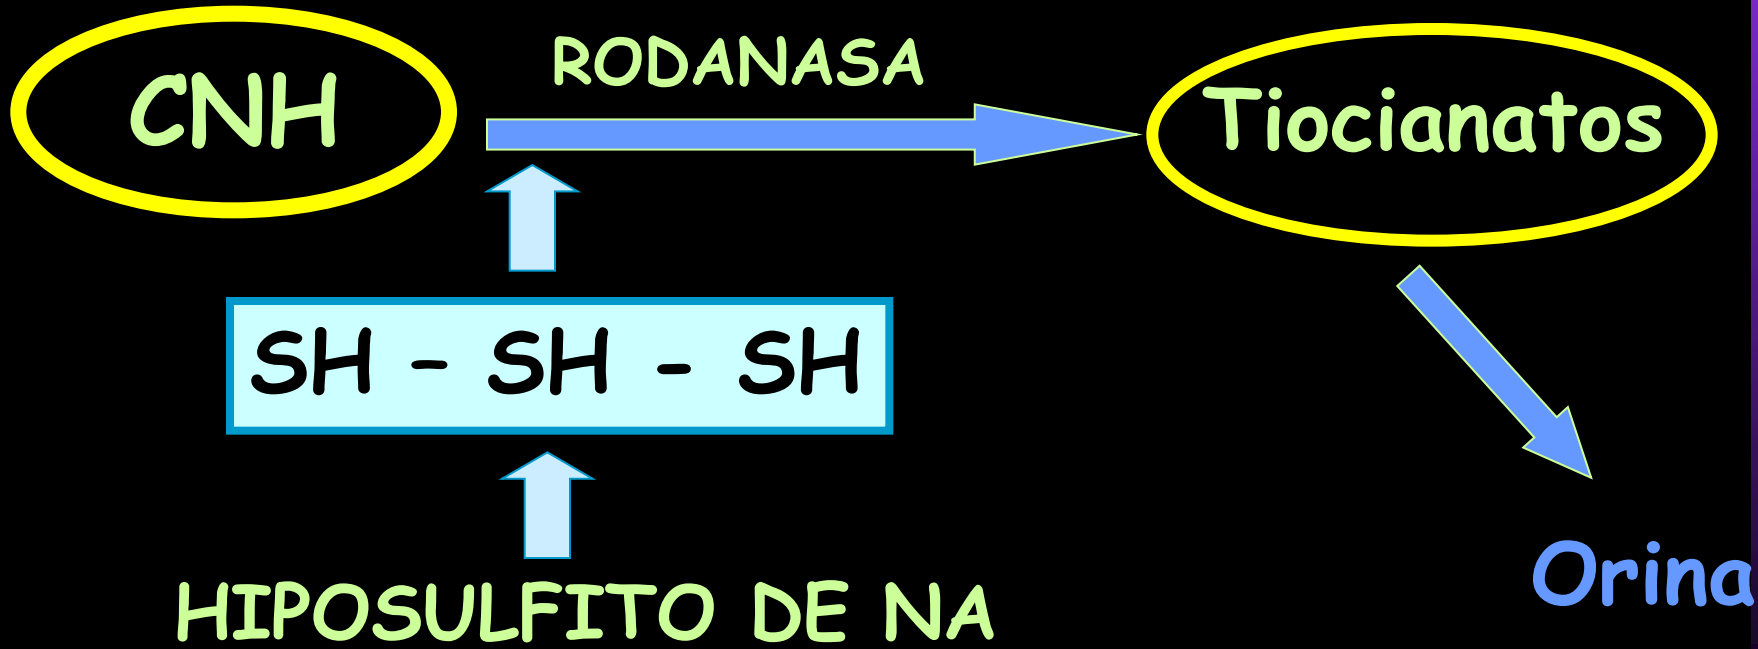 RODANASA
CNH
Tiocianatos
SH - SH - SH
HIPOSULFITO DE NA
Orina